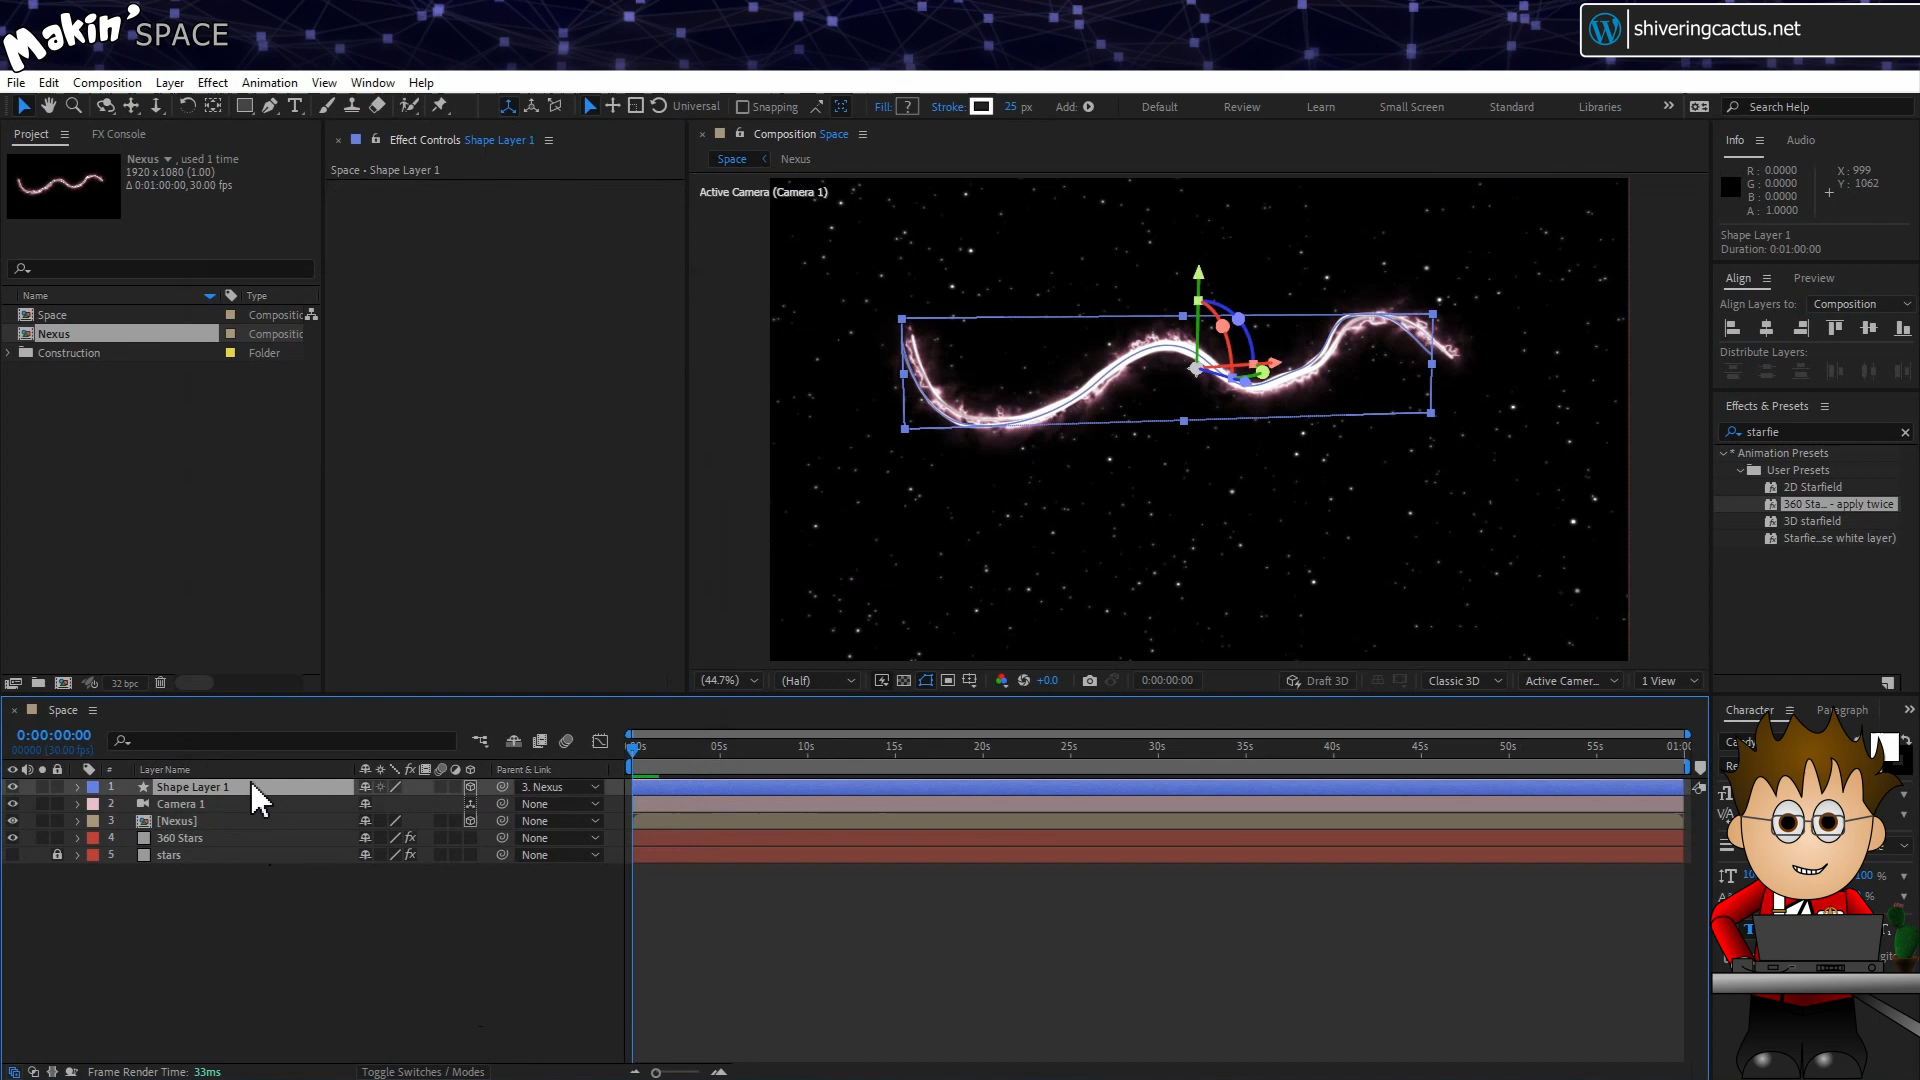 Makin' SPACE
shiveringcactus.net
File Edit Composition Layer Effect Animation View Window Help
Universal Snapping Fill: ? Stroke: 25 px Add: Default Review Learn Small Screen Standard Libraries » Search Help
Project FX Console
Nexus , used 1 time
1920 x 1080 (1.00)
Δ 0:01:00:00, 30.00 fps
Name Type
Space Compositic
Nexus Compositic
Construction Folder
32 bpc
Effect Controls Shape Layer 1
Space • Shape Layer 1
Composition Space
Space Nexus
Active Camera (Camera 1)
(44.7%) (Half) +0.0 0:00:00:00 Draft 3D Classic 3D Active Camer... 1 View
Info Audio
R : 0.0000
G : 0.0000
B : 0.0000
A : 1.0000
X : 999
Y : 1062
Shape Layer 1
Duration: 0:01:00:00
Align Preview
Align Layers to: Composition
Distribute Layers:
Effects & Presets
starfie
* Animation Presets
User Presets
2D Starfield
360 Sta... - apply twice
3D starfield
Starfie...se white layer)
Character Paragraph »
100 %
%
Space
0:00:00:00
00000 (30.00 fps)
05s 10s 15s 20s 25s 30s 35s 40s 45s 50s 55s
# Layer Name fx Parent & Link
1 Shape Layer 1 3. Nexus
2 Camera 1 None
3 [Nexus] None
4 360 Stars fx None
5 stars fx None
Frame Render Time: 33ms Toggle Switches / Modes